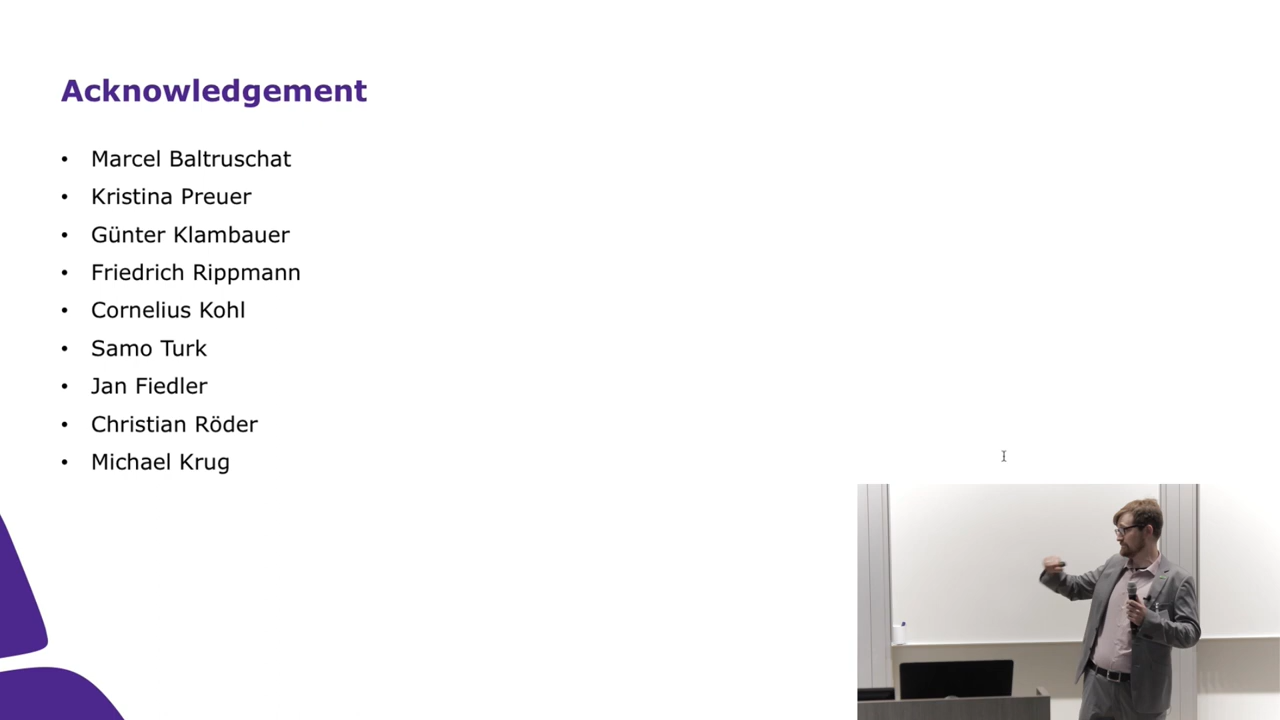 Acknowledgement
• Marcel Baltruschat
• Kristina Preuer
• Günter Klambauer
• Friedrich Rippmann
• Cornelius Kohl
• Samo Turk
• Jan Fiedler
• Christian Röder
• Michael Krug